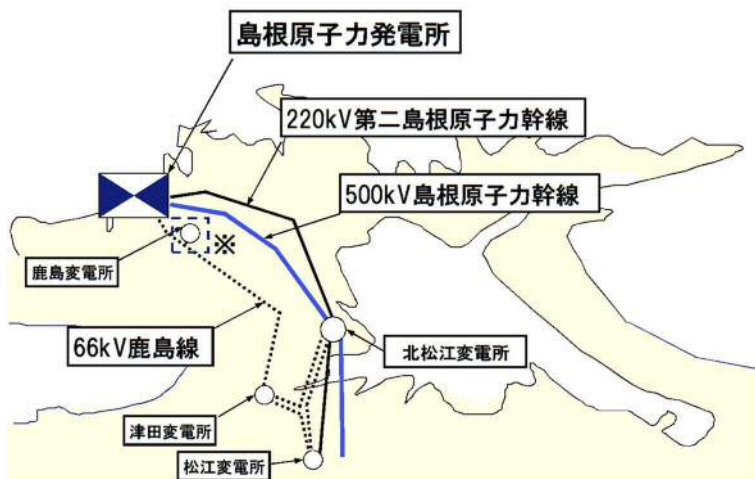 島根原子力発電所
220kV第二島根原子力幹線
500kV島根原子力幹線
※
鹿島変電所
66kV鹿島線
北松江変電所
津田変電所
松江変電所